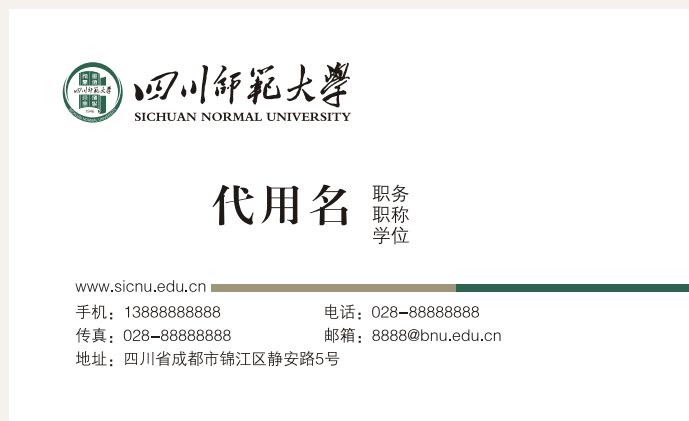 四川師範大學
SICHUAN NORMAL UNIVERSITY
代用名
职务
职称
学位
www.sicnu.edu.cn
手机：13888888888 电话：028-88888888
传真：028-88888888 邮箱：8888@bnu.edu.cn
地址：四川省成都市锦江区静安路5号